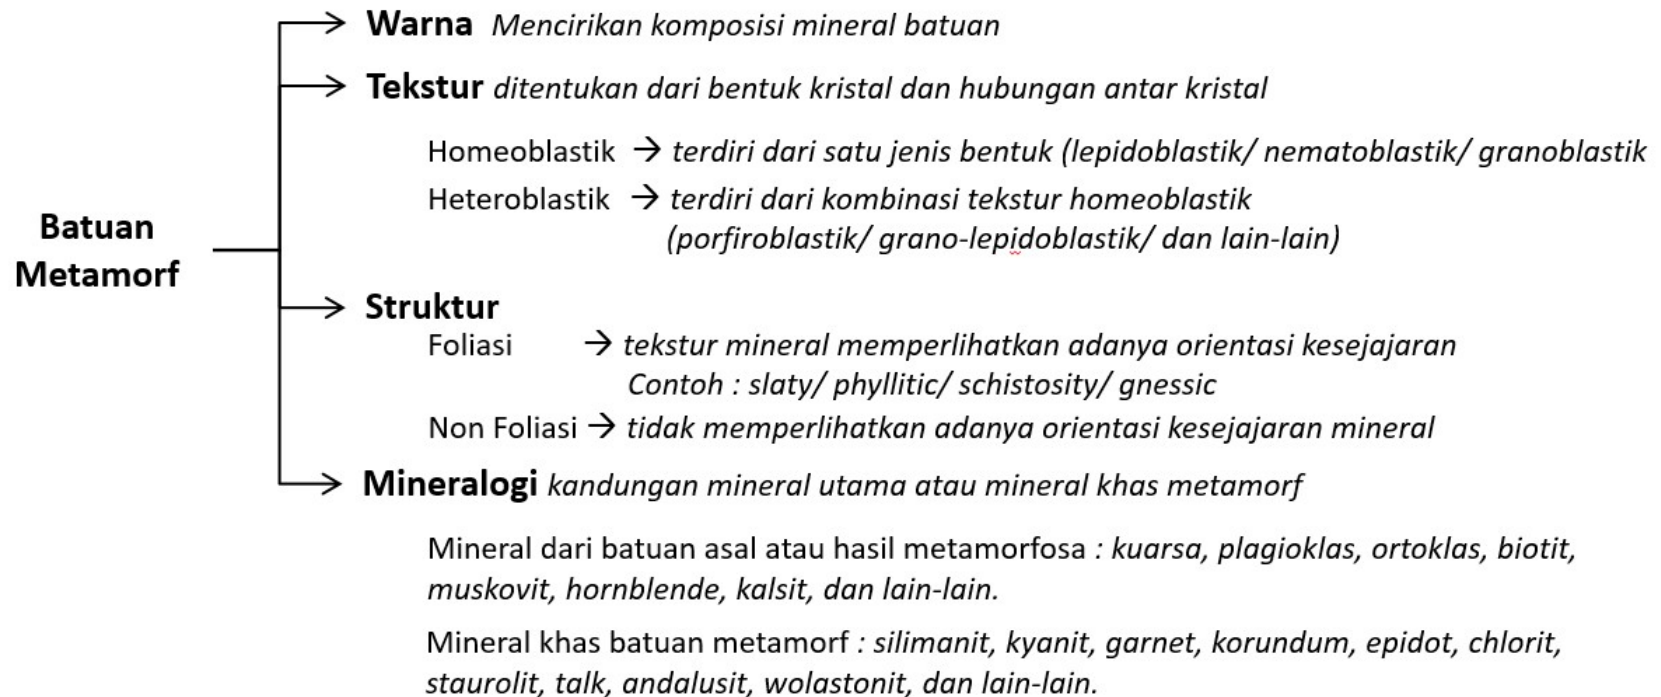 Warna Mencirikan komposisi mineral batuan
Tekstur ditentukan dari bentuk kristal dan hubungan antar kristal
Homeoblastik → terdiri dari satu jenis bentuk (lepidoblastik/ nematoblastik/ granoblastik
Heteroblastik → terdiri dari kombinasi tekstur homeoblastik
(porfiroblastik/ grano-lepidoblastik/ dan lain-lain)
Batuan
Metamorf
Struktur
Foliasi → tekstur mineral memperlihatkan adanya orientasi kesejajaran
Contoh : slaty/ phyllitic/ schistosity/ gnessic
Non Foliasi → tidak memperlihatkan adanya orientasi kesejajaran mineral
Mineralogi kandungan mineral utama atau mineral khas metamorf
Mineral dari batuan asal atau hasil metamorfosa : kuarsa, plagioklas, ortoklas, biotit,
muskovit, hornblende, kalsit, dan lain-lain.
Mineral khas batuan metamorf : silimanit, kyanit, garnet, korundum, epidot, chlorit,
staurolit, talk, andalusit, wolastonit, dan lain-lain.